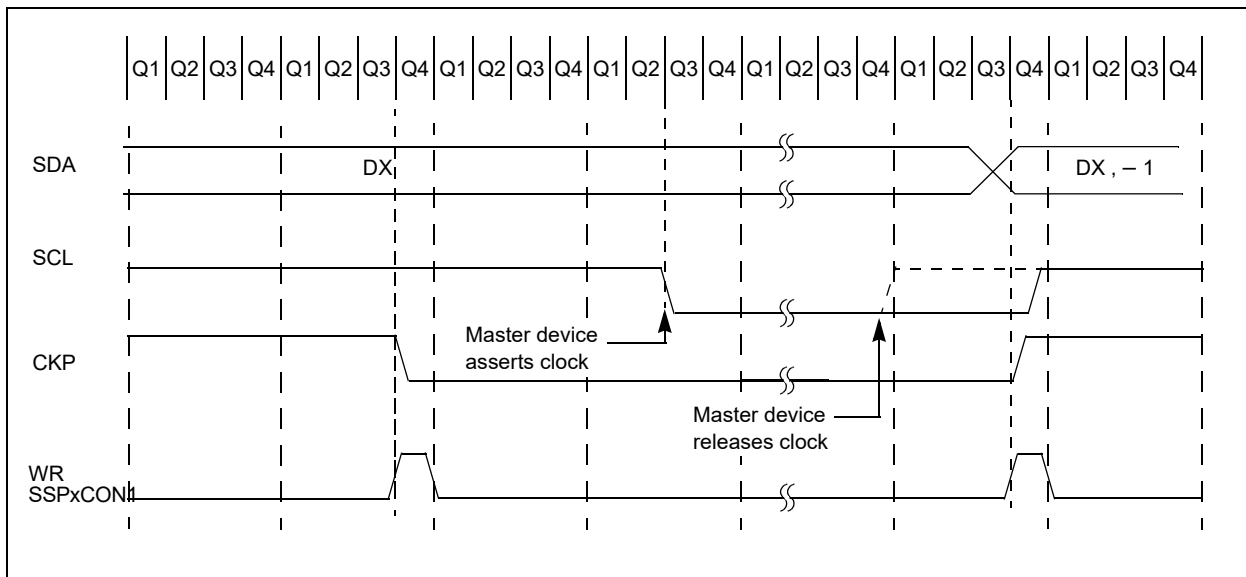 Q1 Q2 Q3 Q4 Q1 Q2 Q3 Q4 Q1 Q2 Q3 Q4 Q1 Q2 Q3 Q4 Q1 Q2 Q3 Q4 Q1 Q2 Q3 Q4 Q1 Q2 Q3 Q4
SDA DX DX , – 1
SCL
Master device
asserts clock
CKP
Master device
releases clock
WR
SSPxCON1